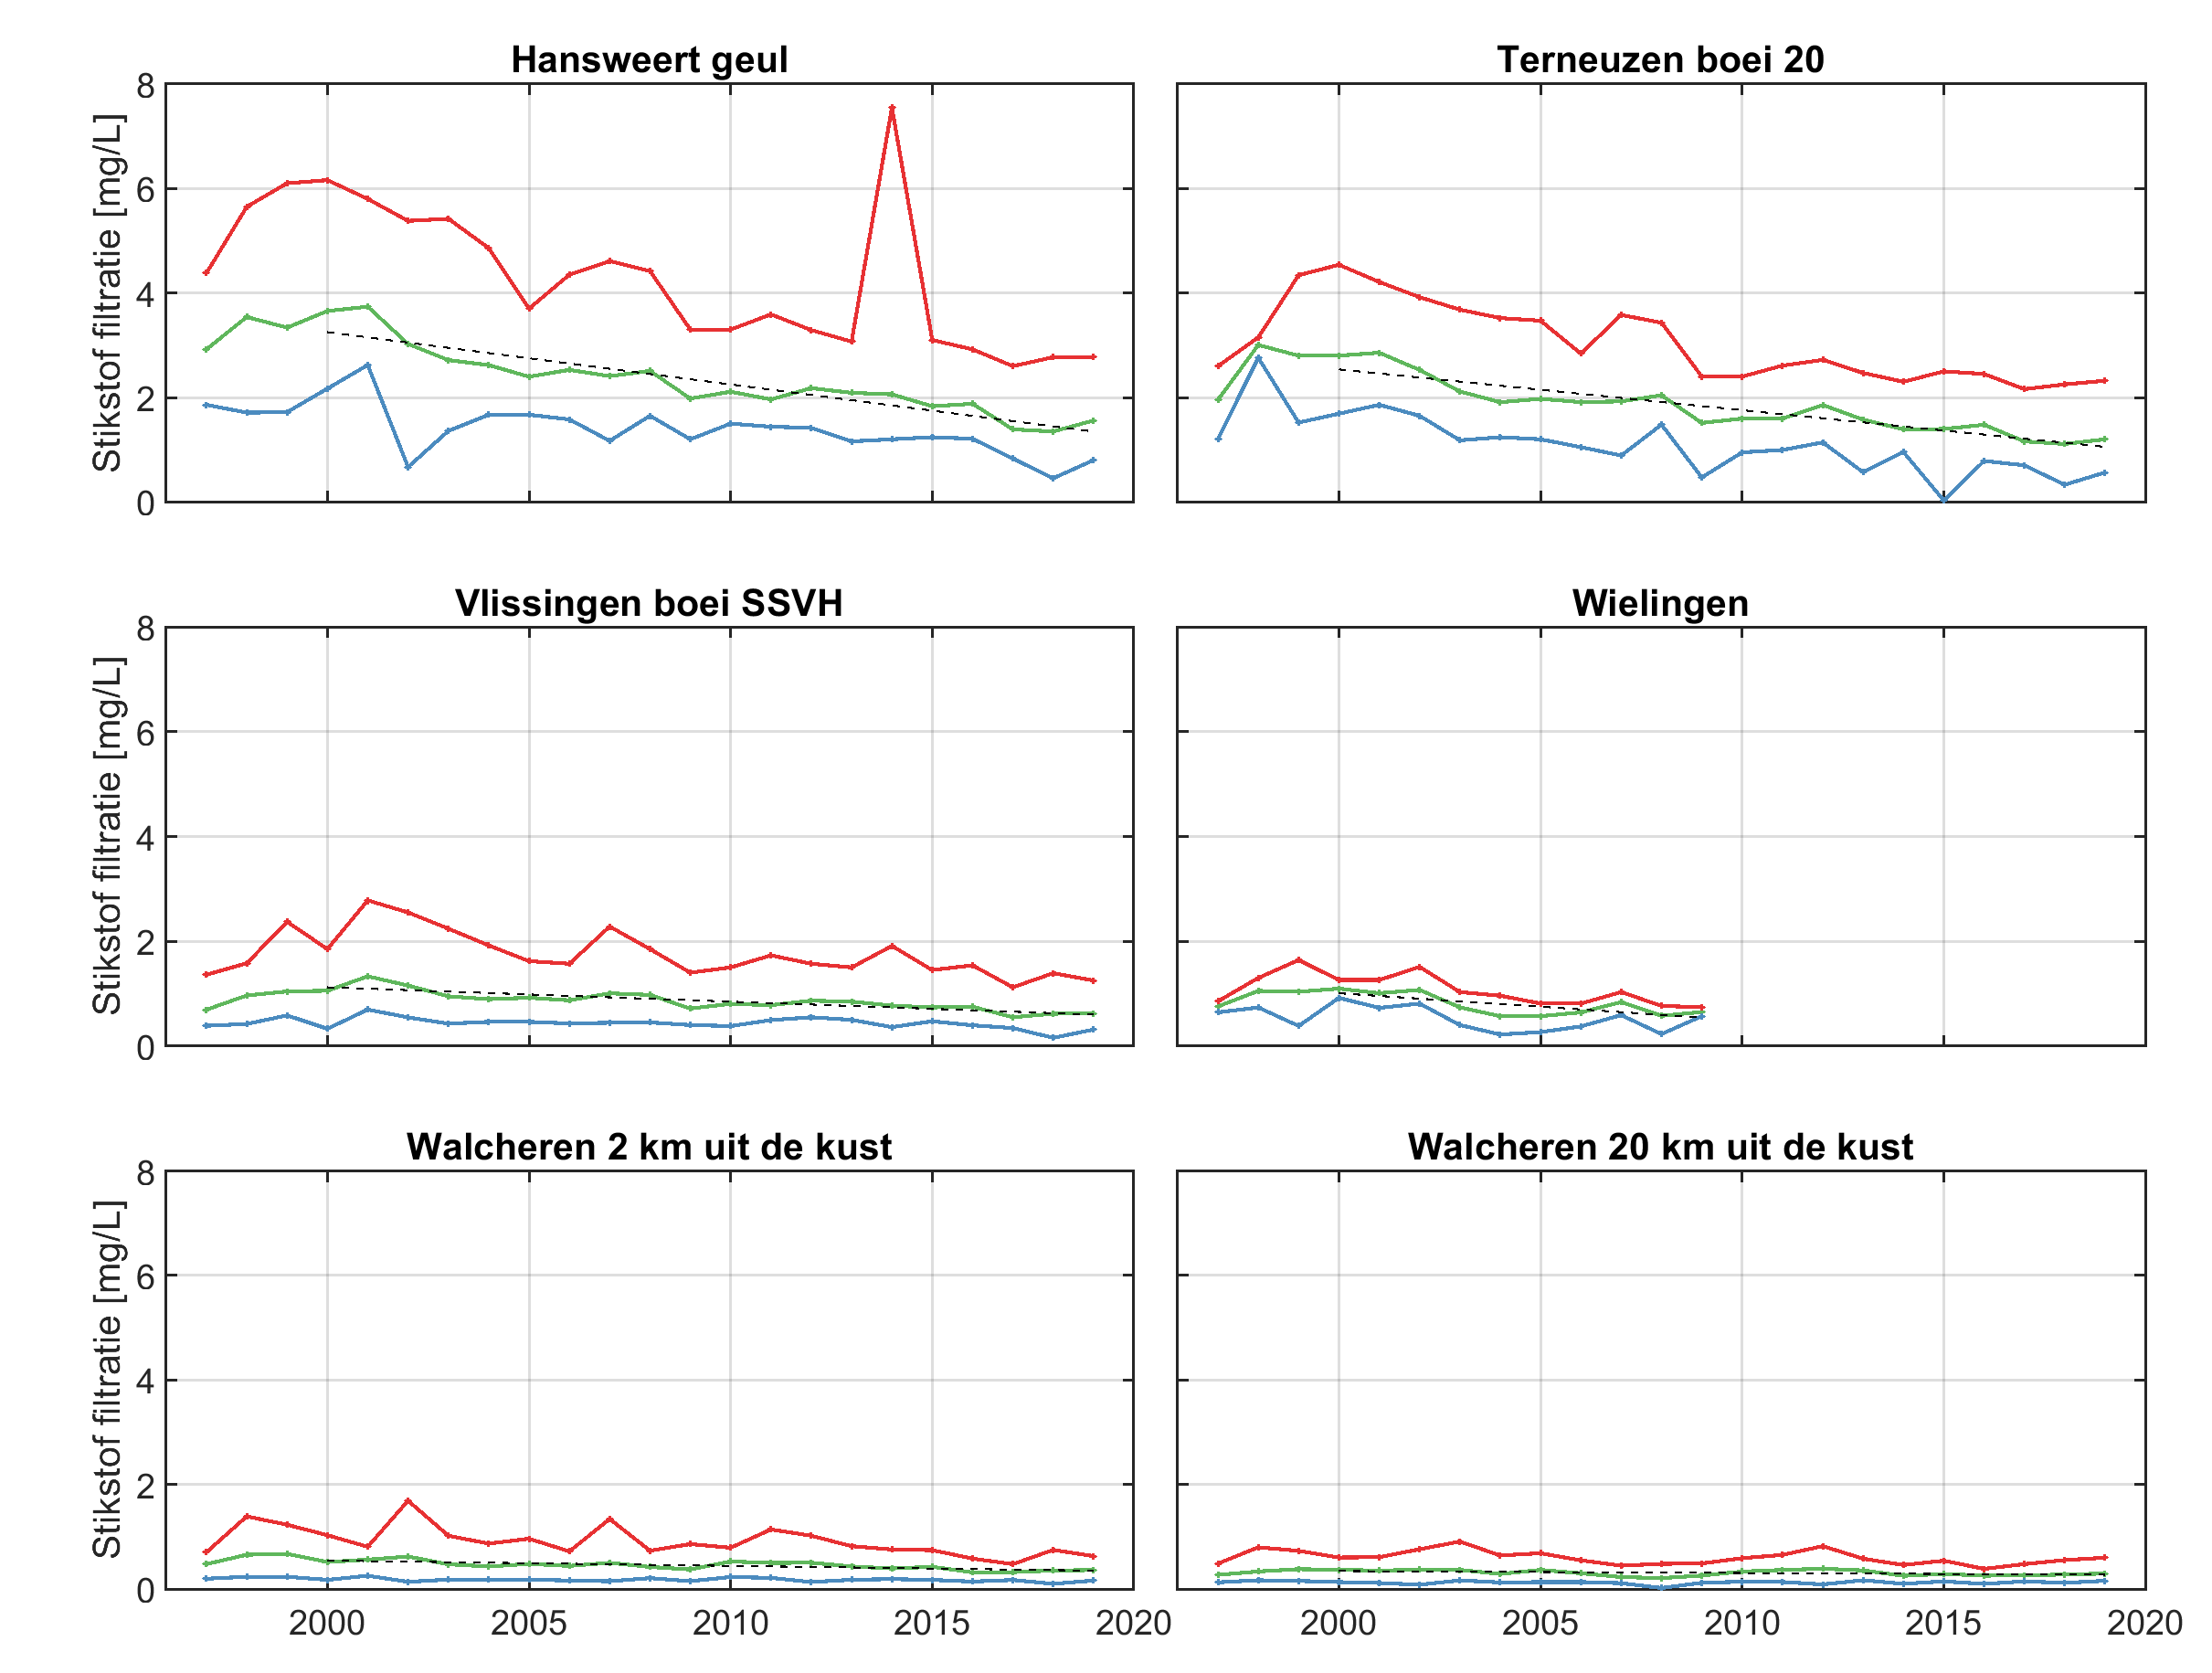 Hansweert geul
Terneuzen boei 20
Stikstof filtratie [mg/L]
8
6
4
2
0
Vlissingen boei SSVH
Wielingen
Stikstof filtratie [mg/L]
8
6
4
2
0
Walcheren 2 km uit de kust
Walcheren 20 km uit de kust
Stikstof filtratie [mg/L]
8
6
4
2
0
2000 2005 2010 2015 2020
2000 2005 2010 2015 2020